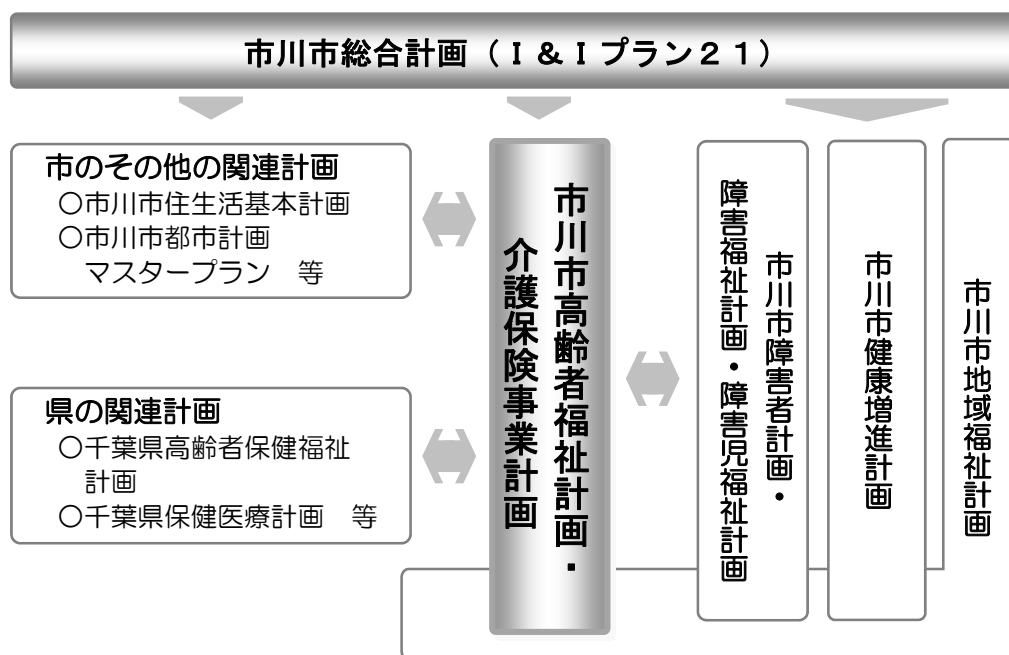 市川市総合計画（Ｉ＆Ｉプラン２１）
市のその他の関連計画
〇市川市住生活基本計画
〇市川市都市計画
マスタープラン　等
県の関連計画
〇千葉県高齢者保健福祉
計画
〇千葉県保健医療計画　等
市川市高齢者福祉計画・
介護保険事業計画
市川市障害者計画・
障害福祉計画・障害児福祉計画
市川市健康増進計画
市川市地域福祉計画